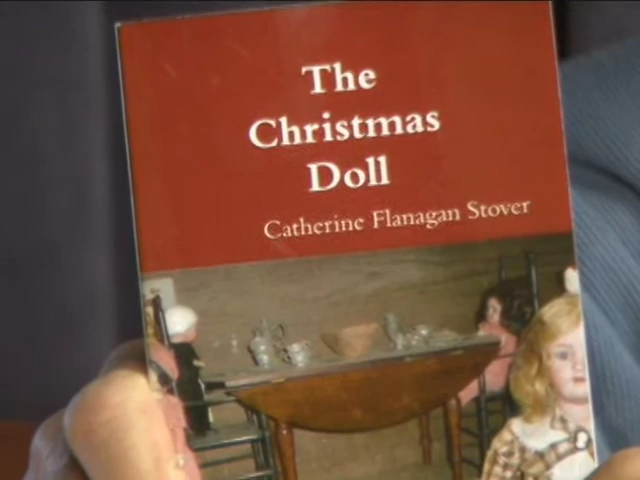 The
Christmas
Doll
Catherine Flanagan Stover